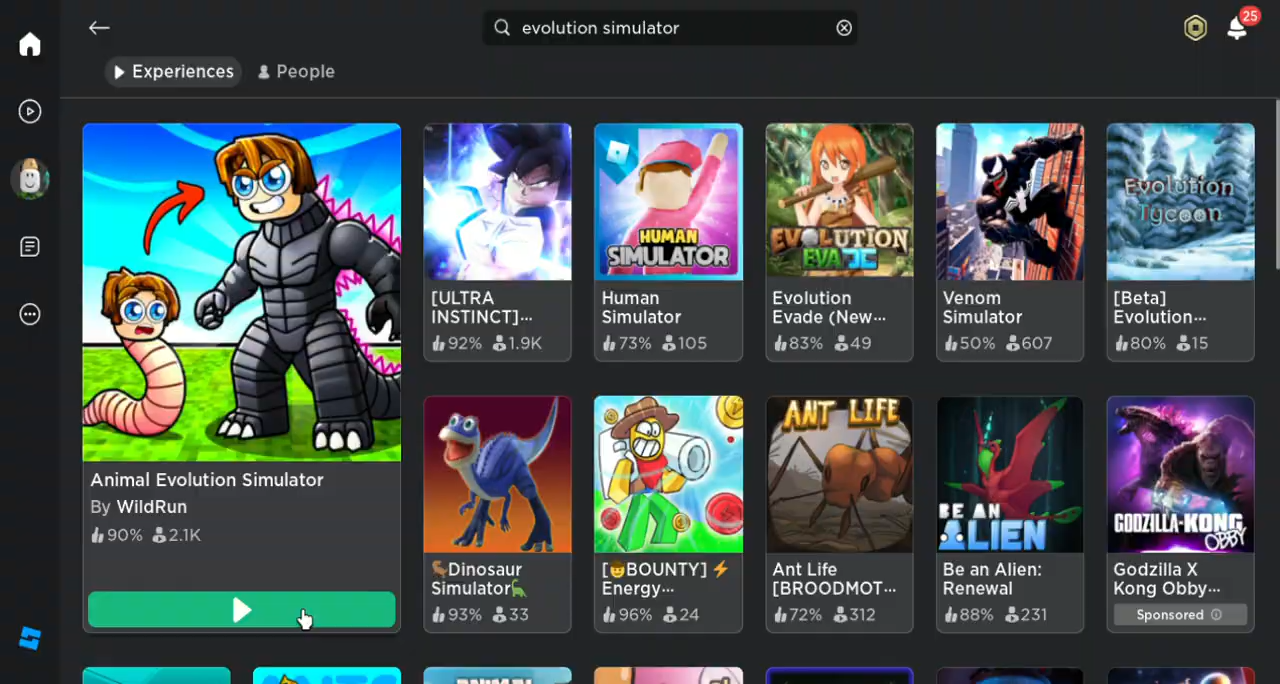 evolution simulator
25
Experiences
People
Animal Evolution Simulator
By WildRun
90% 2.1K
[ULTRA
INSTINCT]...
92% 1.9K
HUMAN
SIMULATOR
Human
Simulator
73% 105
EVOLUTION
EVADE
Evolution
Evade (New...
83% 49
Venom
Simulator
50% 607
Evolution
Tycoon
[Beta]
Evolution...
80% 15
🦖Dinosaur
Simulator🦕
93% 33
[🤠BOUNTY]⚡
Energy...
96% 24
ANT LIFE
Ant Life
[BROODMOT...
72% 312
BE AN
ALIEN
Be an Alien:
Renewal
88% 231
GODZILLA-KONG
OBBY
Godzilla X
Kong Obby...
Sponsored